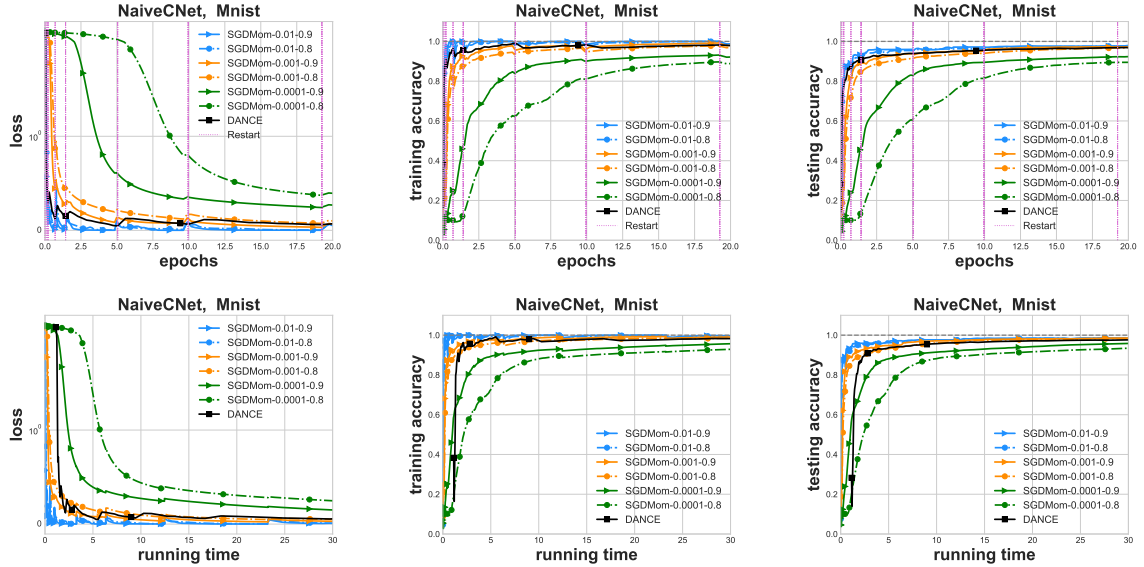 NaiveCNet, Mnist
loss
10⁰
0
0.0 2.5 5.0 7.5 10.0 12.5 15.0 17.5 20.0
epochs
SGDMom-0.01-0.9
SGDMom-0.01-0.8
SGDMom-0.001-0.9
SGDMom-0.001-0.8
SGDMom-0.0001-0.9
SGDMom-0.0001-0.8
DANCE
Restart
NaiveCNet, Mnist
training accuracy
1.0
0.8
0.6
0.4
0.2
0.0
0.0 2.5 5.0 7.5 10.0 12.5 15.0 17.5 20.0
epochs
SGDMom-0.01-0.9
SGDMom-0.01-0.8
SGDMom-0.001-0.9
SGDMom-0.001-0.8
SGDMom-0.0001-0.9
SGDMom-0.0001-0.8
DANCE
Restart
NaiveCNet, Mnist
testing accuracy
1.0
0.8
0.6
0.4
0.2
0.0
0.0 2.5 5.0 7.5 10.0 12.5 15.0 17.5 20.0
epochs
SGDMom-0.01-0.9
SGDMom-0.01-0.8
SGDMom-0.001-0.9
SGDMom-0.001-0.8
SGDMom-0.0001-0.9
SGDMom-0.0001-0.8
DANCE
Restart
NaiveCNet, Mnist
loss
10⁰
0
0 5 10 15 20 25 30
running time
SGDMom-0.01-0.9
SGDMom-0.01-0.8
SGDMom-0.001-0.9
SGDMom-0.001-0.8
SGDMom-0.0001-0.9
SGDMom-0.0001-0.8
DANCE
NaiveCNet, Mnist
training accuracy
1.0
0.8
0.6
0.4
0.2
0.0
0 5 10 15 20 25 30
running time
SGDMom-0.01-0.9
SGDMom-0.01-0.8
SGDMom-0.001-0.9
SGDMom-0.001-0.8
SGDMom-0.0001-0.9
SGDMom-0.0001-0.8
DANCE
NaiveCNet, Mnist
testing accuracy
1.0
0.8
0.6
0.4
0.2
0.0
0 5 10 15 20 25 30
running time
SGDMom-0.01-0.9
SGDMom-0.01-0.8
SGDMom-0.001-0.9
SGDMom-0.001-0.8
SGDMom-0.0001-0.9
SGDMom-0.0001-0.8
DANCE